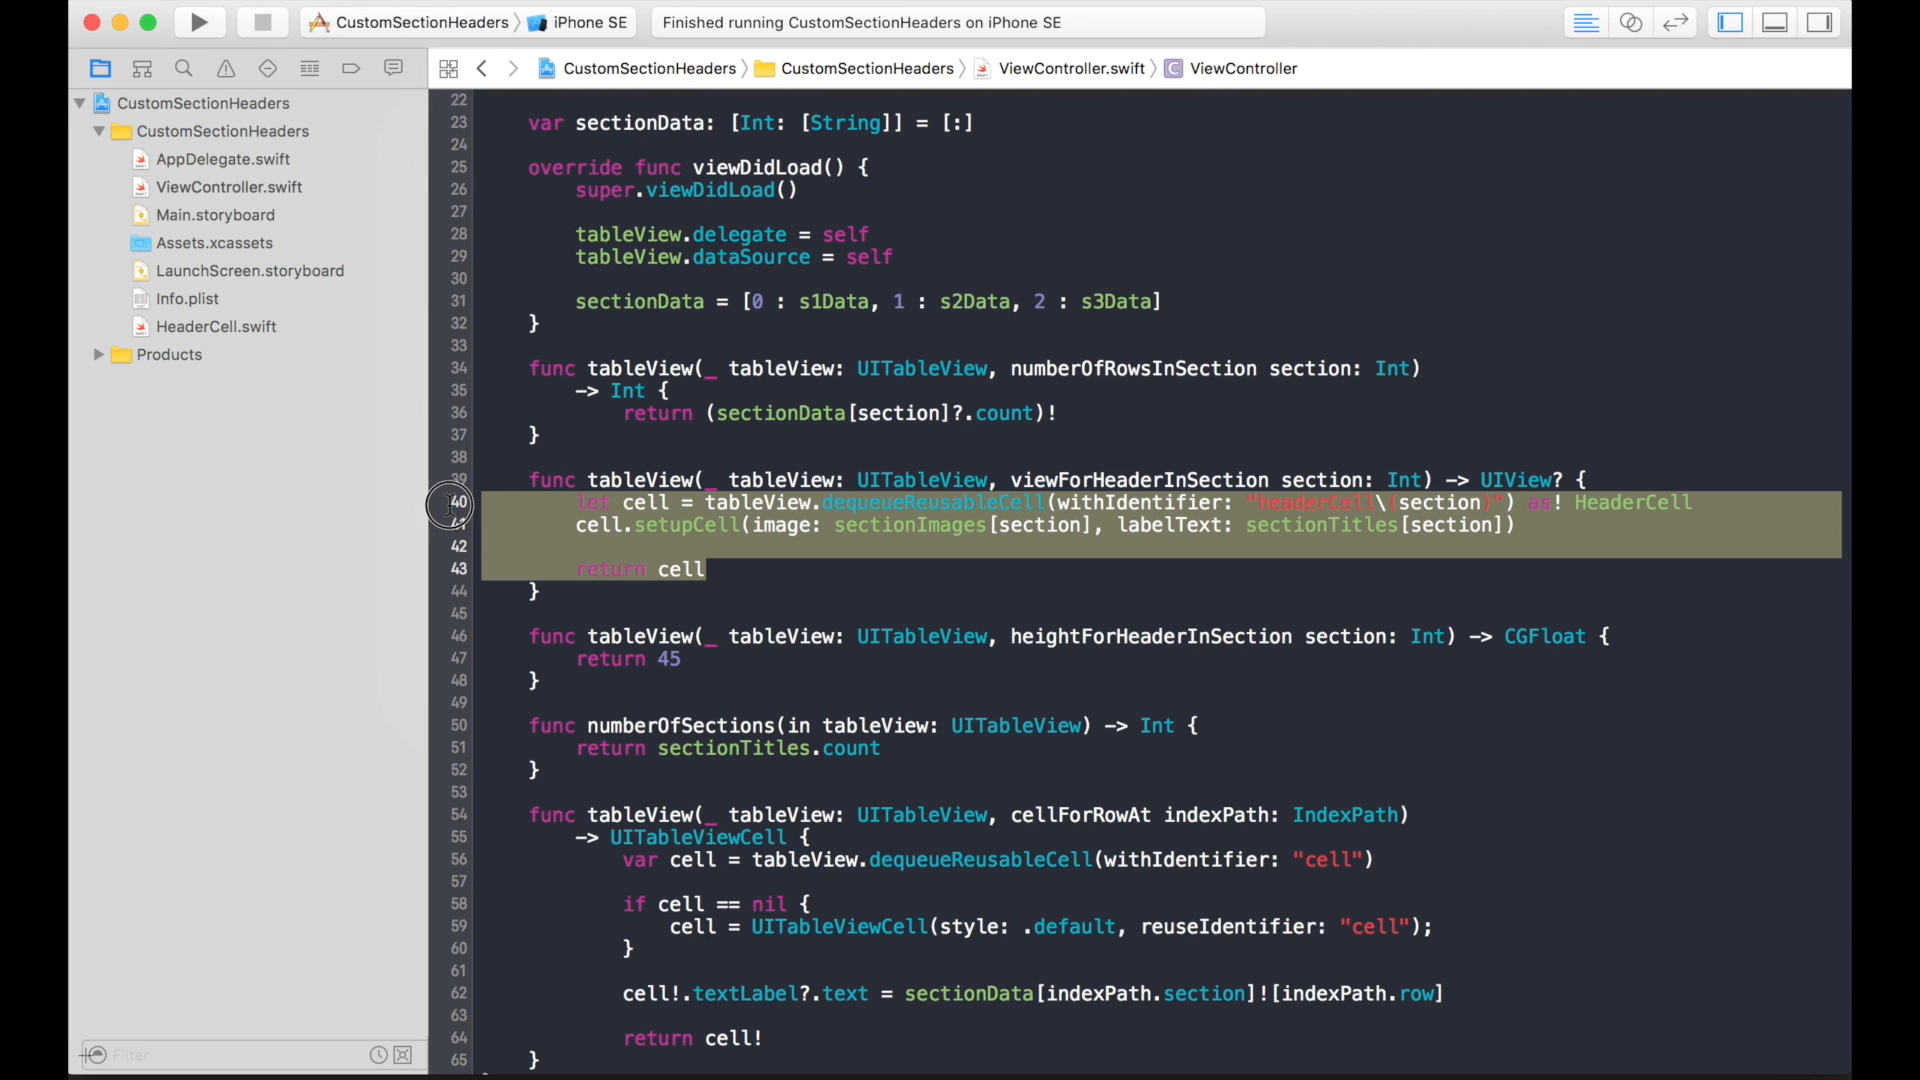 CustomSectionHeaders iPhone SE
Finished running CustomSectionHeaders on iPhone SE
CustomSectionHeaders CustomSectionHeaders ViewController.swift C ViewController
CustomSectionHeaders
CustomSectionHeaders
AppDelegate.swift
ViewController.swift
Main.storyboard
Assets.xcassets
LaunchScreen.storyboard
Info.plist
HeaderCell.swift
Products
Filter
22
23 var sectionData: [Int: [String]] = [:]
24
25 override func viewDidLoad() {
26 super.viewDidLoad()
27
28 tableView.delegate = self
29 tableView.dataSource = self
30
31 sectionData = [0 : s1Data, 1 : s2Data, 2 : s3Data]
32 }
33
34 func tableView(_ tableView: UITableView, numberOfRowsInSection section: Int)
35 -> Int {
36 return (sectionData[section]?.count)!
37 }
38
39 func tableView(_ tableView: UITableView, viewForHeaderInSection section: Int) -> UIView? {
40 let cell = tableView.dequeueReusableCell(withIdentifier: "headerCell\(section)") as! HeaderCell
41 cell.setupCell(image: sectionImages[section], labelText: sectionTitles[section])
42
43 return cell
44 }
45
46 func tableView(_ tableView: UITableView, heightForHeaderInSection section: Int) -> CGFloat {
47 return 45
48 }
49
50 func numberOfSections(in tableView: UITableView) -> Int {
51 return sectionTitles.count
52 }
53
54 func tableView(_ tableView: UITableView, cellForRowAt indexPath: IndexPath)
55 -> UITableViewCell {
56 var cell = tableView.dequeueReusableCell(withIdentifier: "cell")
57
58 if cell == nil {
59 cell = UITableViewCell(style: .default, reuseIdentifier: "cell");
60 }
61
62 cell!.textLabel?.text = sectionData[indexPath.section]![indexPath.row]
63
64 return cell!
65 }